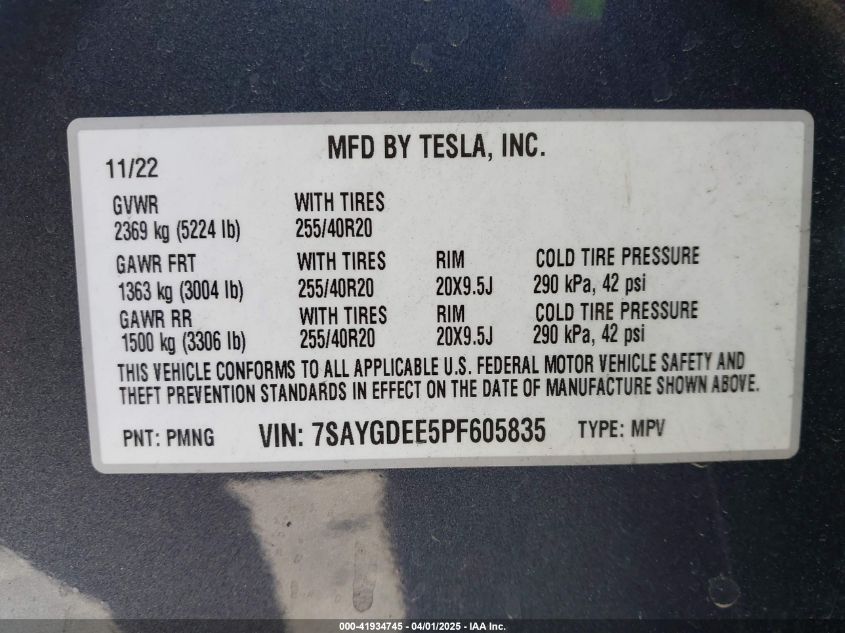 MFD BY TESLA, INC.
11/22
GVWR WITH TIRES
2369 kg (5224 lb) 255/40R20
GAWR FRT WITH TIRES RIM COLD TIRE PRESSURE
1363 kg (3004 lb) 255/40R20 20X9.5J 290 kPa, 42 psi
GAWR RR WITH TIRES RIM COLD TIRE PRESSURE
1500 kg (3306 lb) 255/40R20 20X9.5J 290 kPa, 42 psi
THIS VEHICLE CONFORMS TO ALL APPLICABLE U.S. FEDERAL MOTOR VEHICLE SAFETY AND
THEFT PREVENTION STANDARDS IN EFFECT ON THE DATE OF MANUFACTURE SHOWN ABOVE.
PNT: PMNG VIN: 7SAYGDEE5PF605835 TYPE: MPV
000-41934745 - 04/01/2025 - IAA Inc.